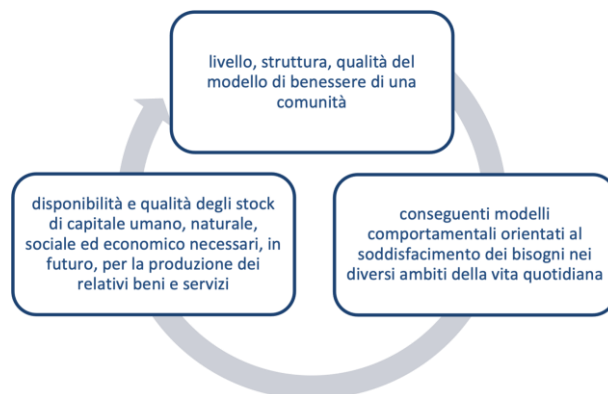 livello, struttura, qualità del
modello di benessere di una
comunità
disponibilità e qualità degli stock
di capitale umano, naturale,
sociale ed economico necessari, in
futuro, per la produzione dei
relativi beni e servizi
conseguenti modelli
comportamentali orientati al
soddisfacimento dei bisogni nei
diversi ambiti della vita quotidiana